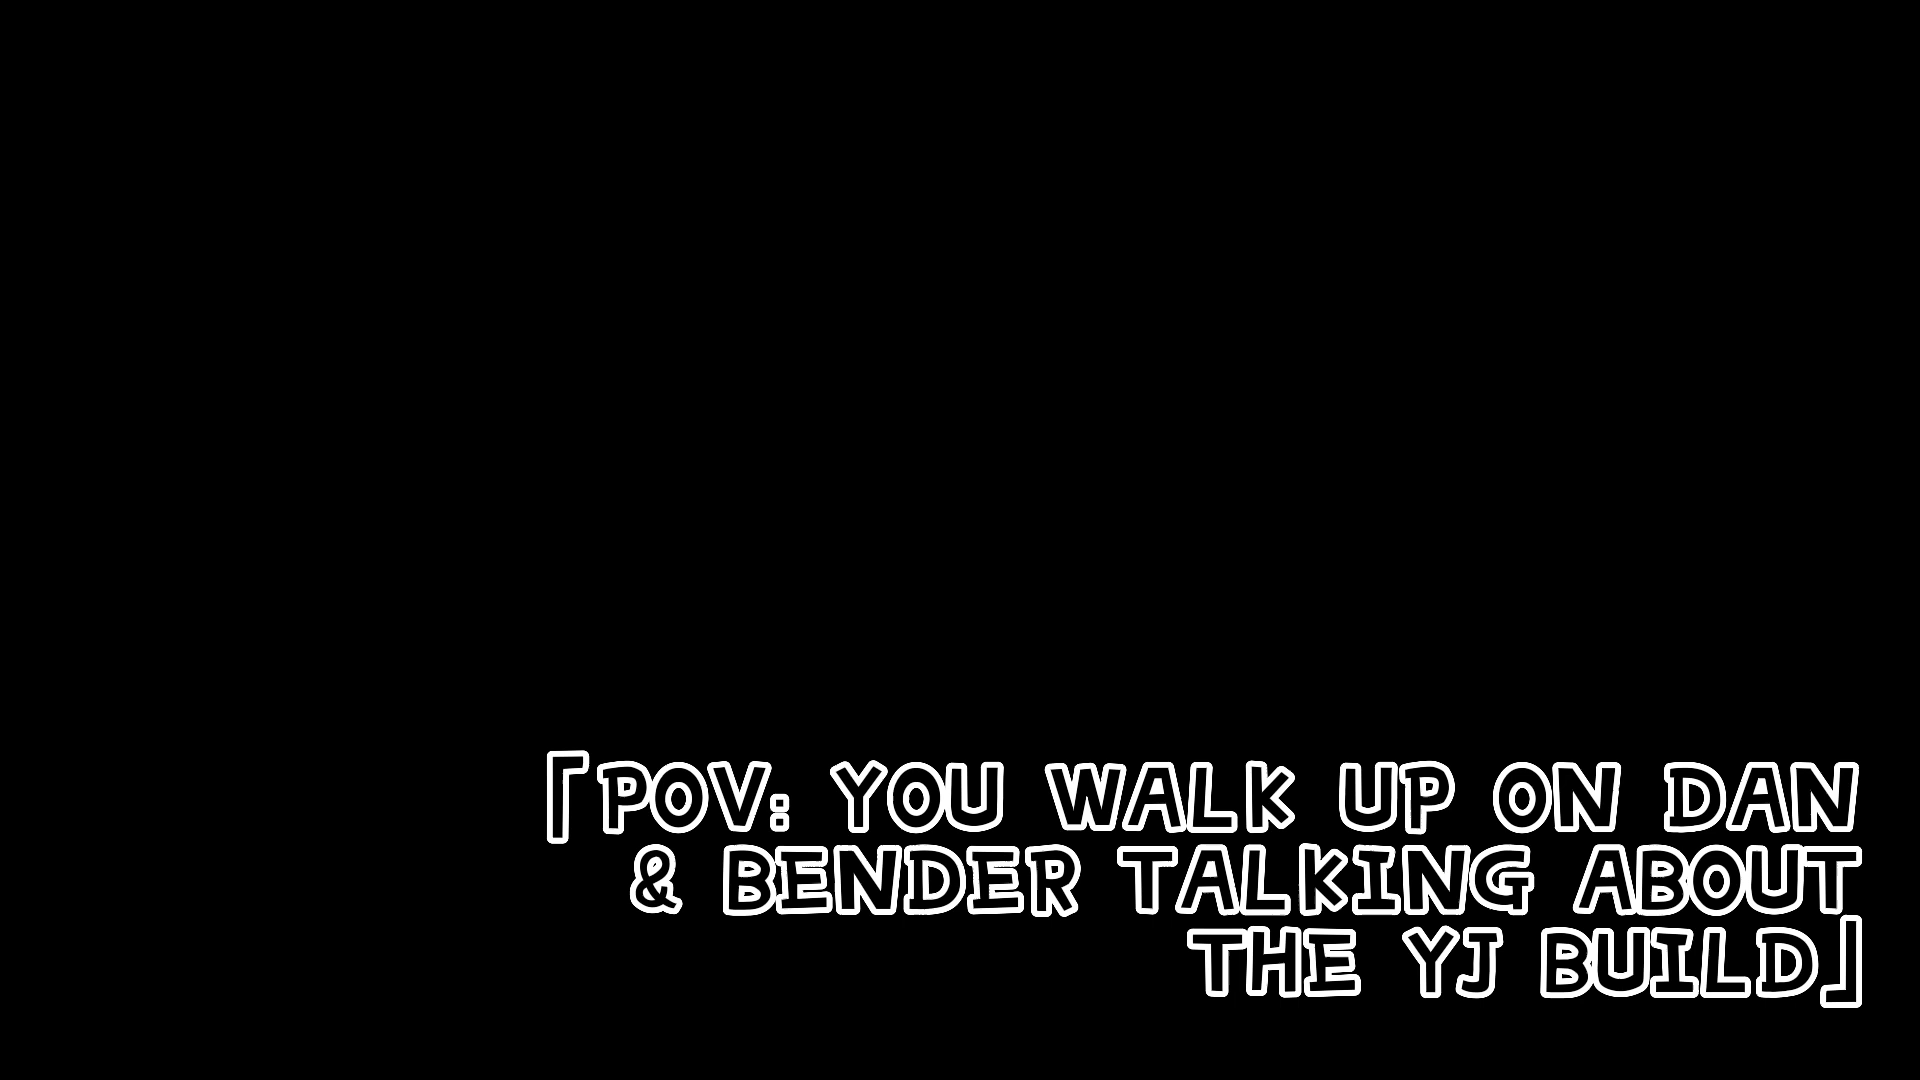 「POV: YOU WALK UP ON DAN
& BENDER TALKING ABOUT
THE YJ BUILD」